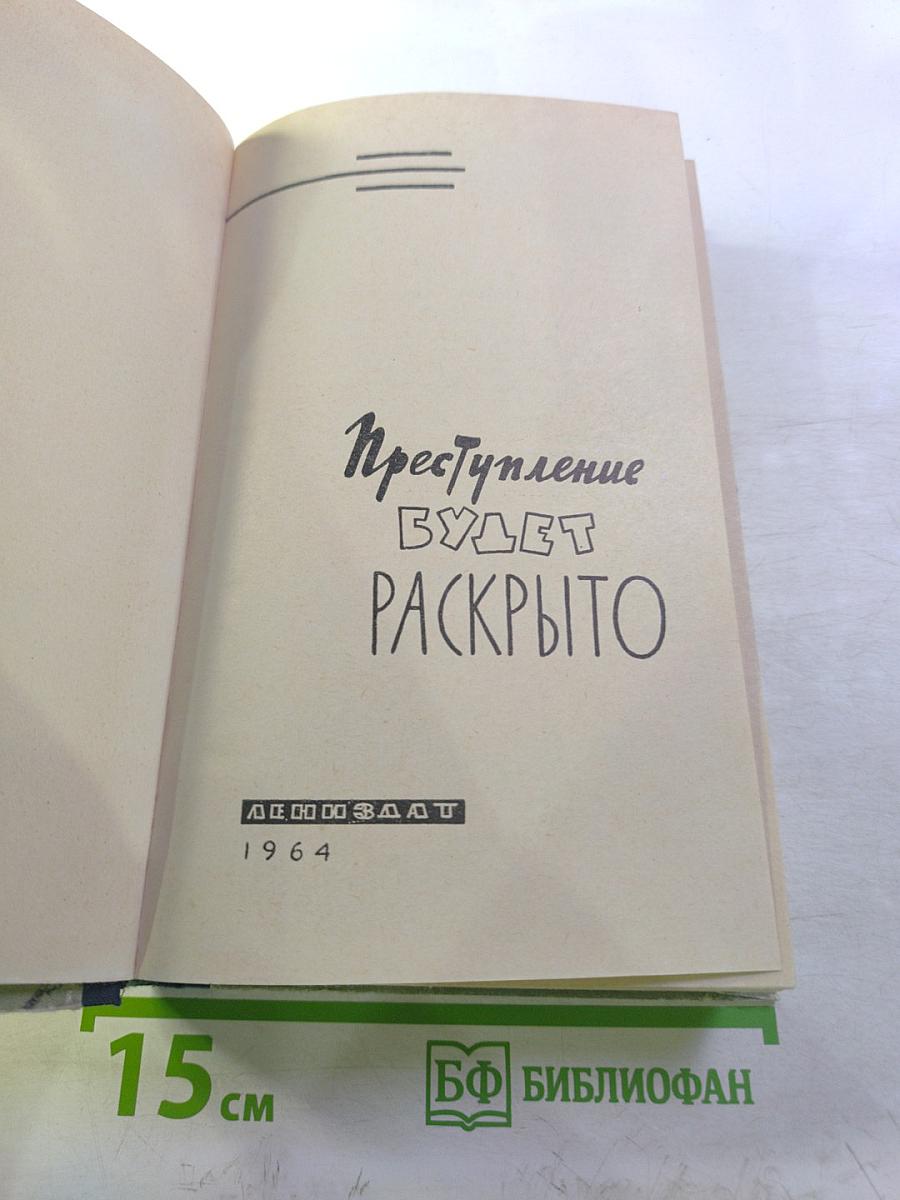 Преступление
БУДЕТ
РАСКРЫТО
ЛЕНИЗДАТ
1964
15 см
БФ БИБЛИОФАН